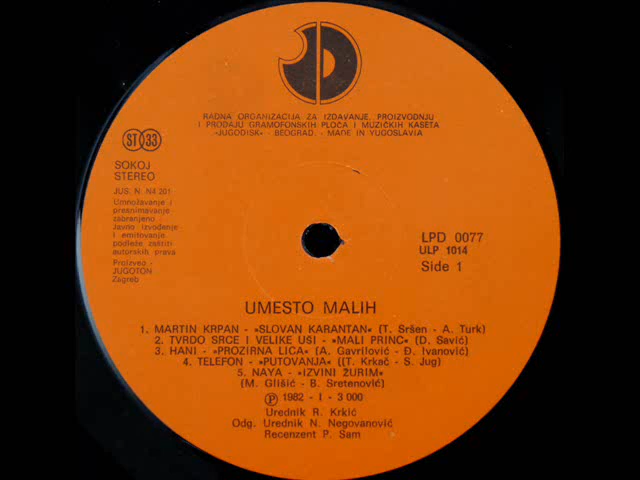 RADNA ORGANIZACIJA ZA IZDAVANJE, PROIZVODNJU
I PRODAJU GRAMOFONSKIH PLOČA I MUZIČKIH KASETA
«JUGODISK» - BEOGRAD. - MADE IN YUGOSLAVIA
ST 33
SOKOJ
STEREO
JUS. N. N4 201
Umnožavanje i
presnimavanje
zabranjeno
Javno izvođenje
i emitovanje
podleže zaštiti
autorskih prava
Proizveo -
JUGOTON
Zagreb
LPD 0077
ULP 1014
Side 1
UMESTO MALIH
1. MARTIN KRPAN - »SLOVAN KARANTAN« (T. Sršen - A. Turk)
2. TVRDO SRCE I VELIKE UŠI - »MALI PRINC« (D. Savić)
3. HANI - »PROZIRNA LICA« (A. Gavrilović - Đ. Ivanović)
4. TELEFON - »PUTOVANJA« ((T. Krkač - S. Jug)
5. NAYA - »IZVINI ŽURIM«
(M. Glišić - B. Sretenović)
Ⓟ 1982 - I - 3 000
Urednik R. Krkić
Odg. Urednik N. Negovanović
Recenzent P. Sam